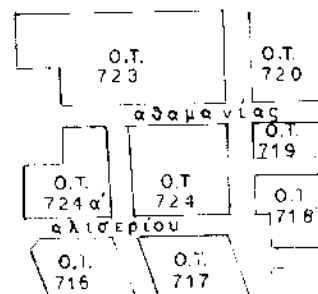 Ο.Τ.
723
Ο.Τ.
720
αθαμανίας
Ο.Τ.
719
Ο.Τ.
724α'
Ο.Τ
724
Ο.Τ
718
αλισερίου
Ο.Τ.
716
Ο.Τ.
717